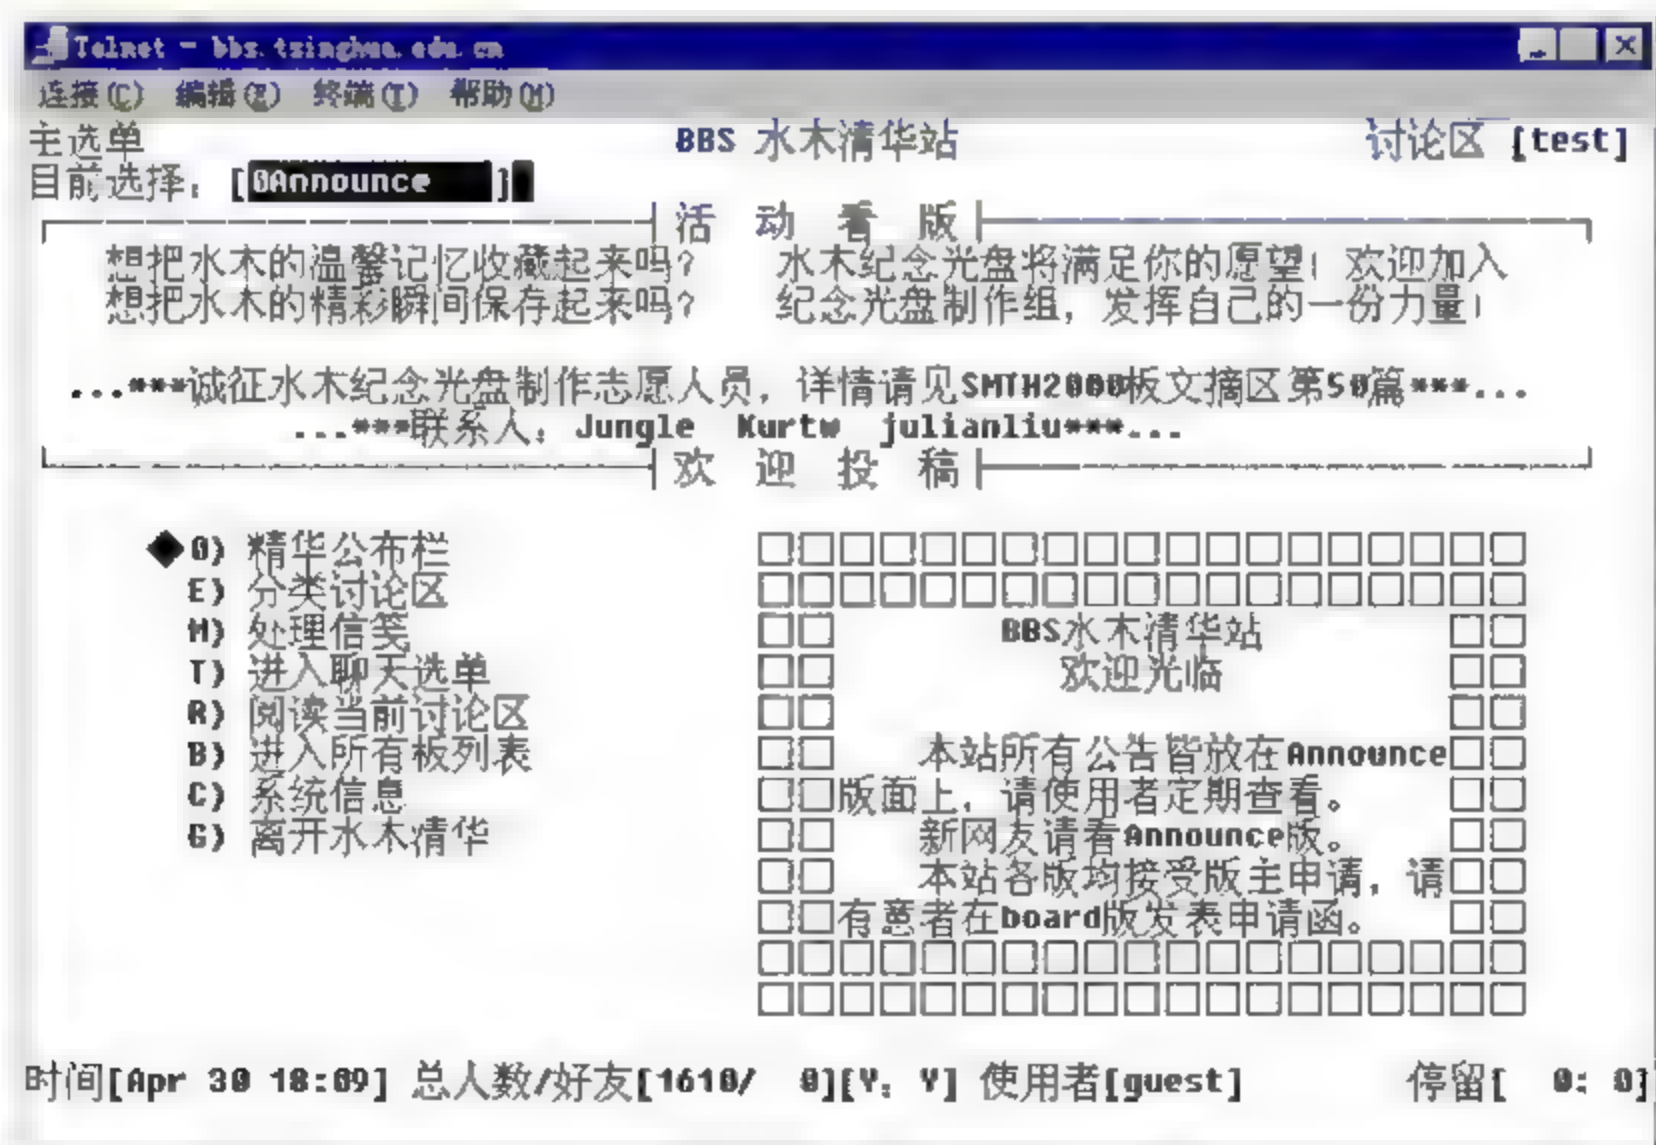 Telnet - bbs.tsinghua.edu.cn
连接(C) 编辑(E) 终端(T) 帮助(H)
主选单 BBS 水木清华站 讨论区 [test]
目前选择: [0Announce ]
活 动 看 版
想把水木的温馨记忆收藏起来吗? 水木纪念光盘将满足你的愿望! 欢迎加入
想把水木的精彩瞬间保存起来吗? 纪念光盘制作组, 发挥自己的一份力量!
...***诚征水木纪念光盘制作志愿人员, 详情请见SMTH2000板文摘区第50篇***...
...***联系人: Jungle Kurtw julianliu***...
欢 迎 投 稿
◆0) 精华公布栏
E) 分类讨论区
M) 处理信笺
T) 进入聊天选单
R) 阅读当前讨论区
B) 进入所有板列表
C) 系统信息
G) 离开水木清华
BBS水木清华站
欢迎光临
本站所有公告皆放在Announce
版面上, 请使用者定期查看。
新网友请看Announce版。
本站各版均接受版主申请, 请
有意者在board版发表申请函。
时间[Apr 30 18:09] 总人数/好友[1610/ 0][Y: Y] 使用者[guest] 停留[ 0: 0]